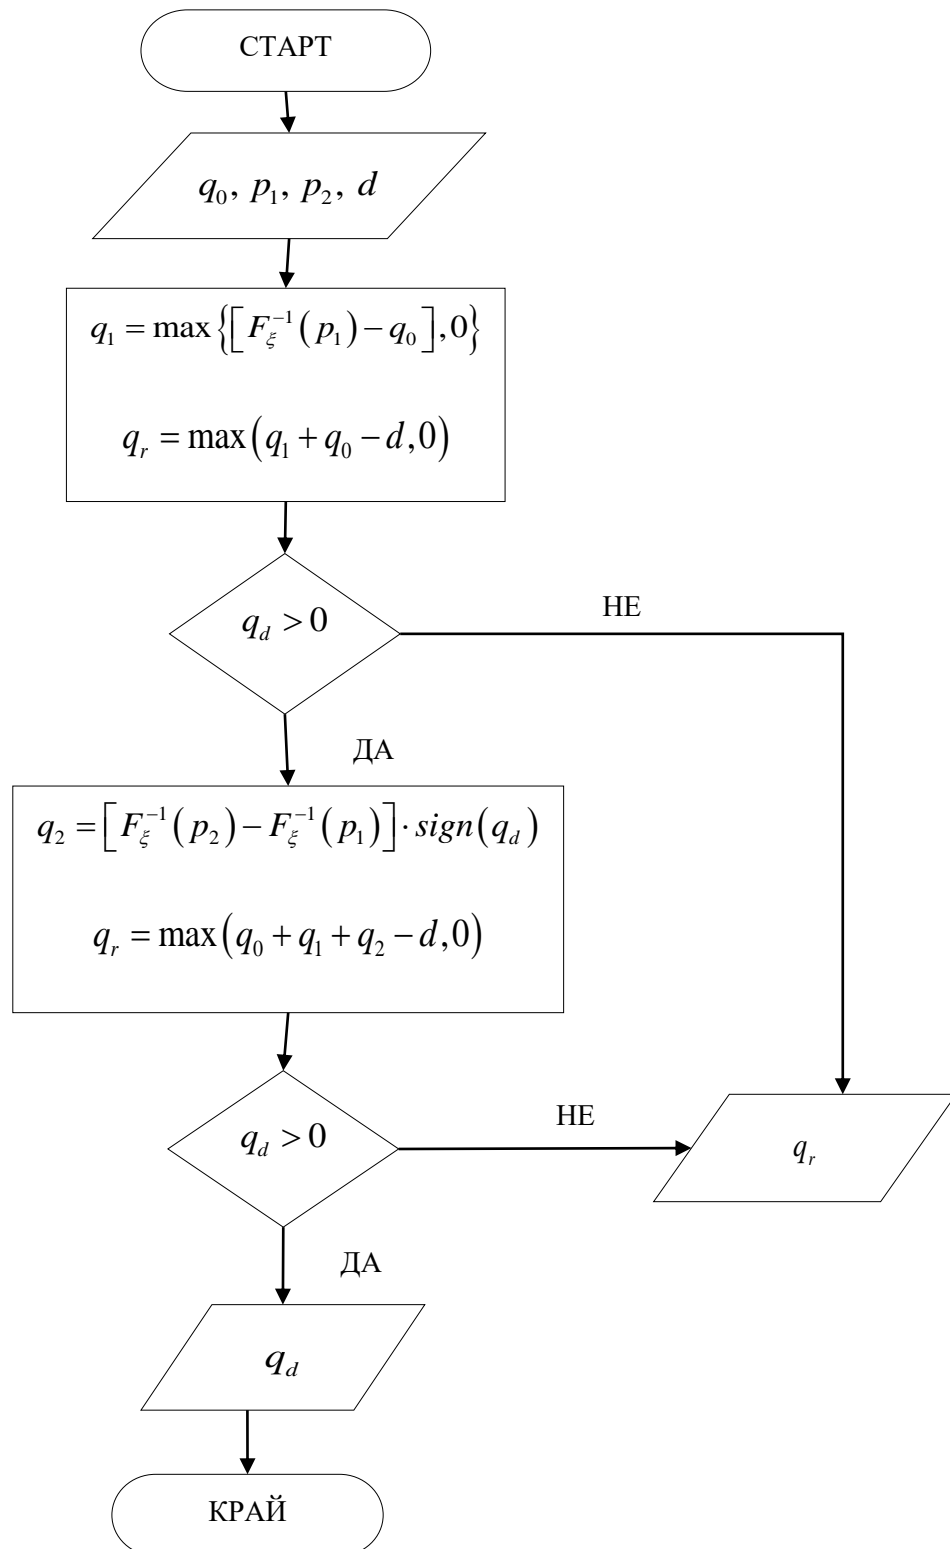 СТАРТ
q₀, p₁, p₂, d
q₁ = max{[F_ξ⁻¹(p₁) − q₀],0}
q_r = max(q₁ + q₀ − d,0)
q_d > 0
НЕ
ДА
q₂ = [F_ξ⁻¹(p₂) − F_ξ⁻¹(p₁)]·sign(q_d)
q_r = max(q₀ + q₁ + q₂ − d,0)
q_d > 0
НЕ
q_r
ДА
q_d
КРАЙ